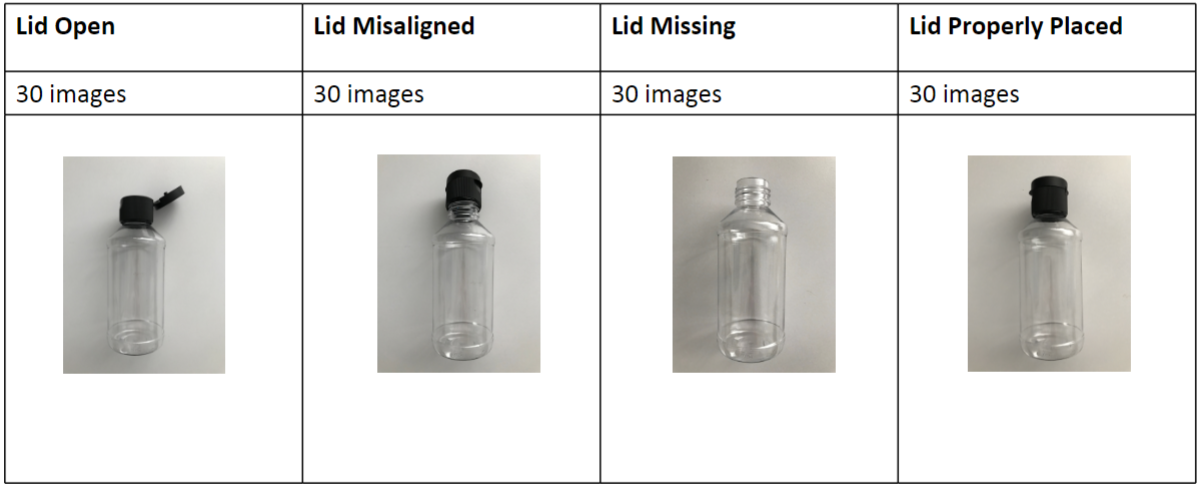 Lid Open
Lid Misaligned
Lid Missing
Lid Properly Placed
30 images
30 images
30 images
30 images